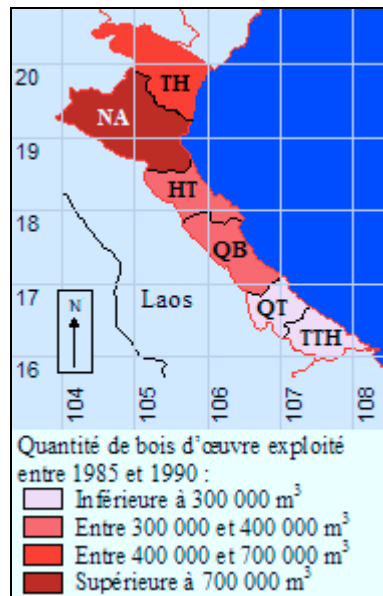 20
TH
NA
19
HT
18
QB
17
Laos
N
QT
TTH
16
104
105
106
107
108
Quantité de bois d'œuvre exploité
entre 1985 et 1990 :
Inférieure à 300 000 m³
Entre 300 000 et 400 000 m³
Entre 400 000 et 700 000 m³
Supérieure à 700 000 m³